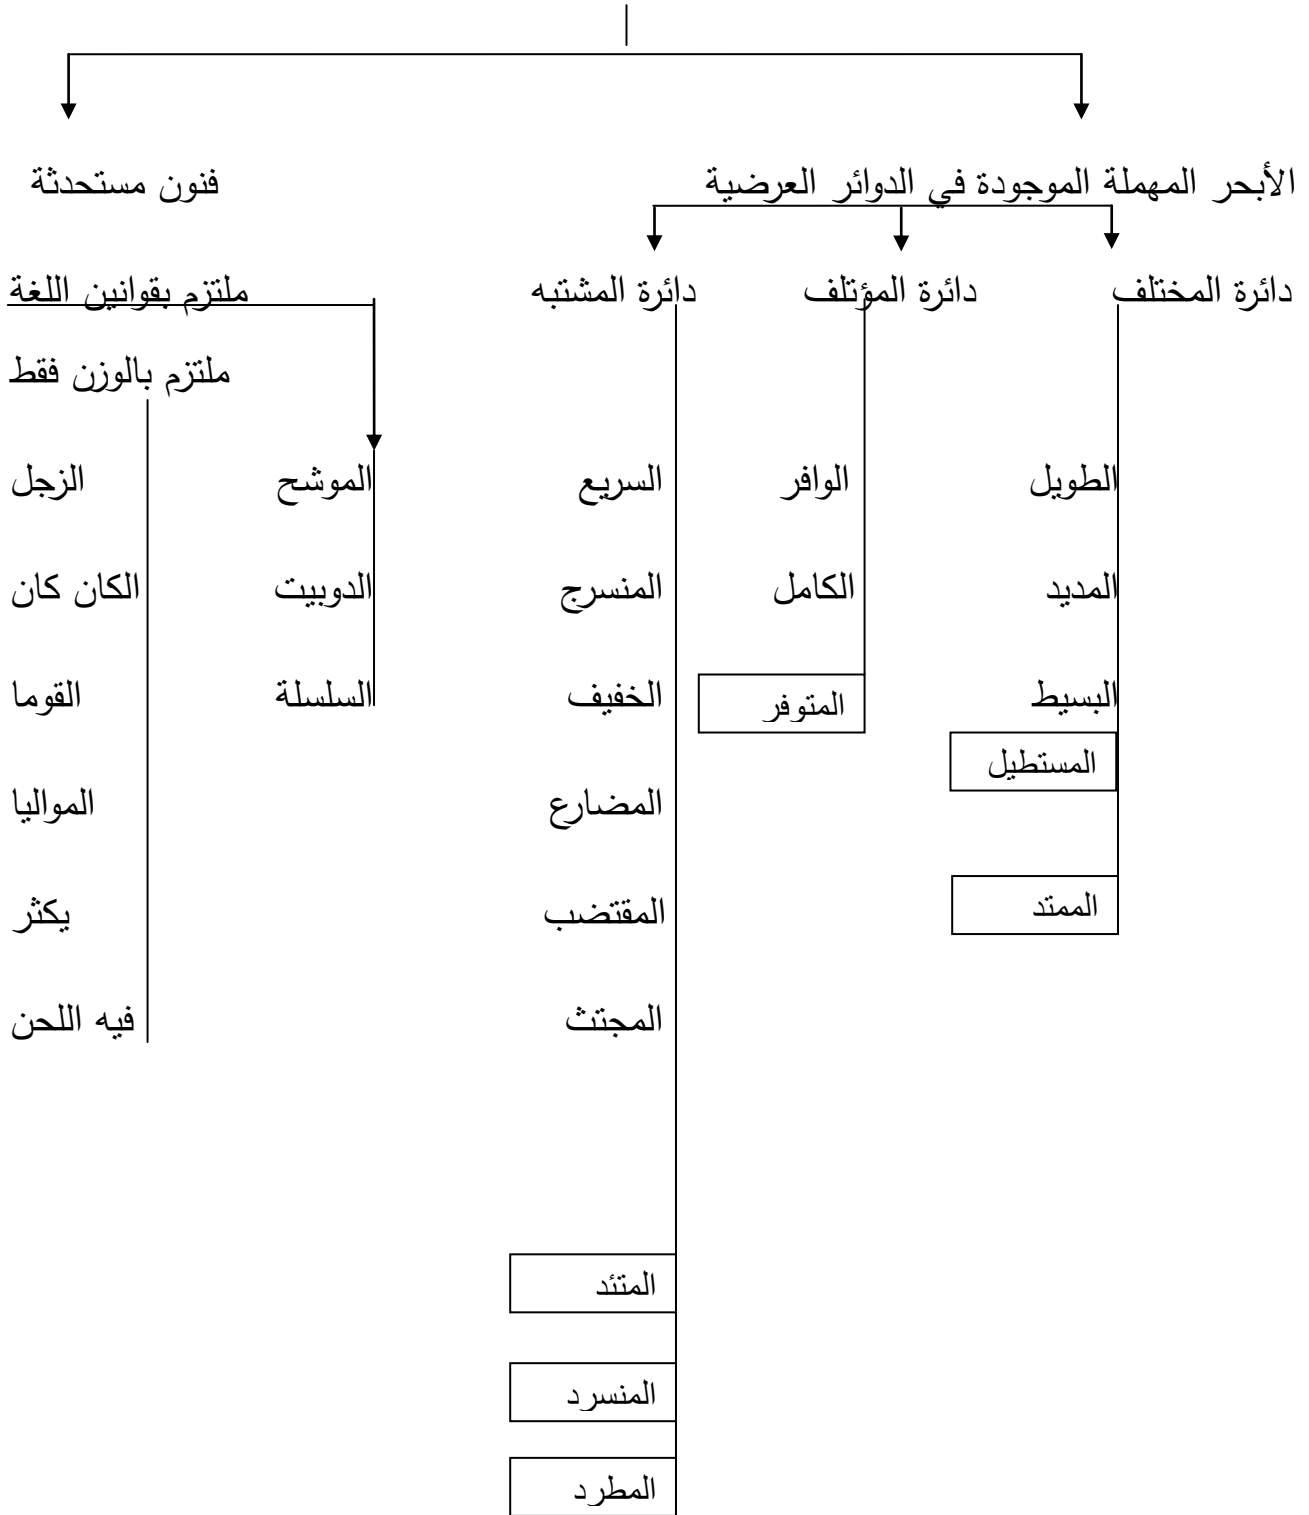 الأبحر المهملة الموجودة في الدوائر العرضية
فنون مستحدثة
دائرة المختلف
دائرة المؤتلف
دائرة المشتبه
ملتزم بقوانين اللغة
ملتزم بالوزن فقط
الطويل
المديد
البسيط
المستطيل
الممتد
الوافر
الكامل
المتوفر
السريع
المنسرج
الخفيف
المضارع
المقتضب
المجتث
المتئد
المنسرد
المطرد
الموشح
الدوبيت
السلسلة
الزجل
الكان كان
القوما
المواليا
يكثر
فيه اللحن